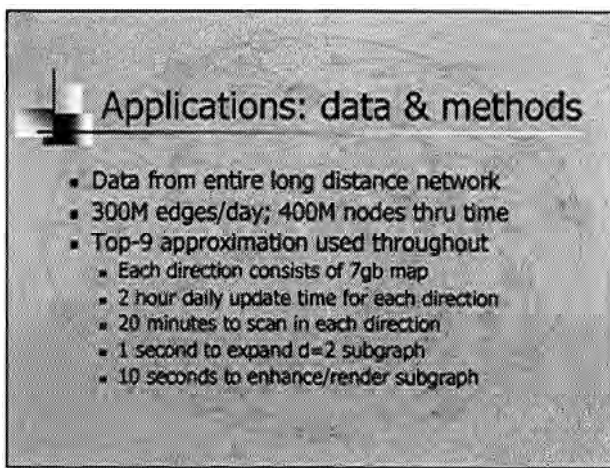 Applications: data & methods
Data from entire long distance network
300M edges/day; 400M nodes thru time
Top-9 approximation used throughout
Each direction consists of 7gb map
2 hour daily update time for each direction
20 minutes to scan in each direction
1 second to expand d=2 subgraph
10 seconds to enhance/render subgraph